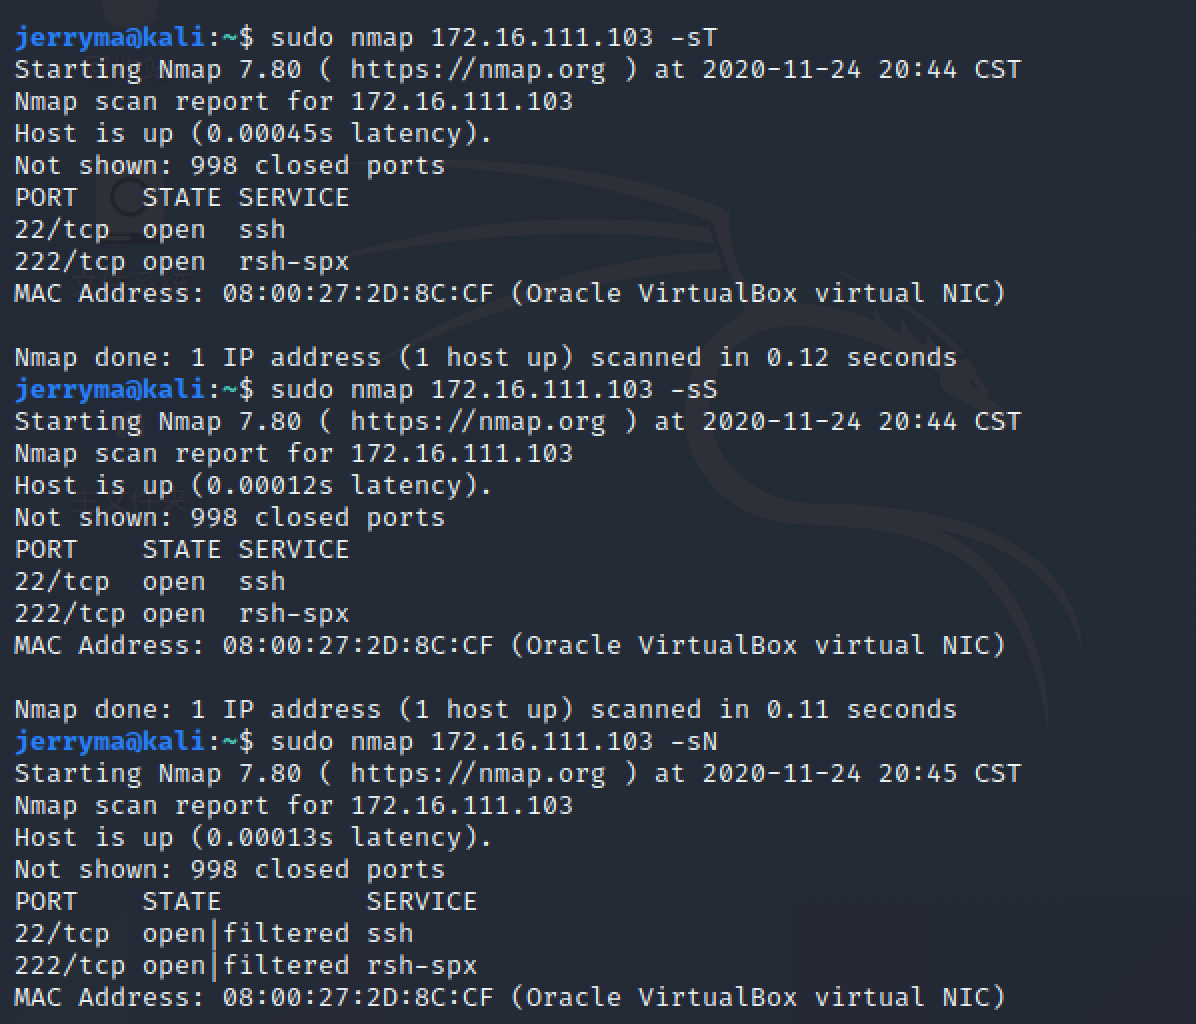 jerryma@kali:~$ sudo nmap 172.16.111.103 -sT
Starting Nmap 7.80 ( https://nmap.org ) at 2020-11-24 20:44 CST
Nmap scan report for 172.16.111.103
Host is up (0.00045s latency).
Not shown: 998 closed ports
PORT    STATE SERVICE
22/tcp  open  ssh
222/tcp open  rsh-spx
MAC Address: 08:00:27:2D:8C:CF (Oracle VirtualBox virtual NIC)

Nmap done: 1 IP address (1 host up) scanned in 0.12 seconds
jerryma@kali:~$ sudo nmap 172.16.111.103 -sS
Starting Nmap 7.80 ( https://nmap.org ) at 2020-11-24 20:44 CST
Nmap scan report for 172.16.111.103
Host is up (0.00012s latency).
Not shown: 998 closed ports
PORT    STATE SERVICE
22/tcp  open  ssh
222/tcp open  rsh-spx
MAC Address: 08:00:27:2D:8C:CF (Oracle VirtualBox virtual NIC)

Nmap done: 1 IP address (1 host up) scanned in 0.11 seconds
jerryma@kali:~$ sudo nmap 172.16.111.103 -sN
Starting Nmap 7.80 ( https://nmap.org ) at 2020-11-24 20:45 CST
Nmap scan report for 172.16.111.103
Host is up (0.00013s latency).
Not shown: 998 closed ports
PORT    STATE         SERVICE
22/tcp  open|filtered ssh
222/tcp open|filtered rsh-spx
MAC Address: 08:00:27:2D:8C:CF (Oracle VirtualBox virtual NIC)